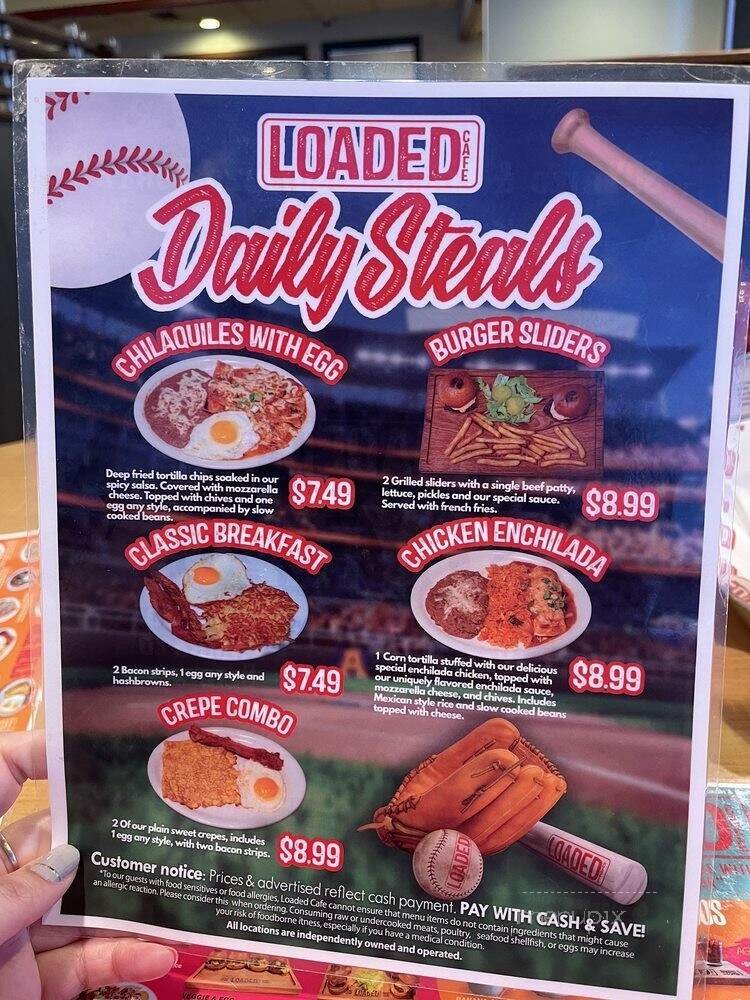 LOADED CAFE
Daily Steals
CHILAQUILES WITH EGG
Deep fried tortilla chips soaked in our
spicy salsa. Covered with mozzarella
cheese. Topped with chives and one
egg any style, accompanied by slow
cooked beans.
$7.49
BURGER SLIDERS
2 Grilled sliders with a single beef patty,
lettuce, pickles and our special sauce.
Served with french fries.
$8.99
CLASSIC BREAKFAST
2 Bacon strips, 1 egg any style and
hashbrowns.
$7.49
CHICKEN ENCHILADA
1 Corn tortilla stuffed with our delicious
special enchilada chicken, topped with
our uniquely flavored enchilada sauce,
mozzarella cheese, and chives. Includes
Mexican style rice and slow cooked beans
topped with cheese.
$8.99
CREPE COMBO
2 Of our plain sweet crepes, includes
1 egg any style, with two bacon strips.
$8.99
LOADED
LOADED
Customer notice: Prices & advertised reflect cash payment. PAY WITH CASH & SAVE!
*To our guests with food sensitives or food allergies, Loaded Cafe cannot ensure that menu items do not contain ingredients that might cause
an allergic reaction. Please consider this when ordering. Consuming raw or undercooked meats, poultry, seafood shellfish, or eggs may increase
your risk of foodborne itness, especially if you have a medical condition.
All locations are independently owned and operated.